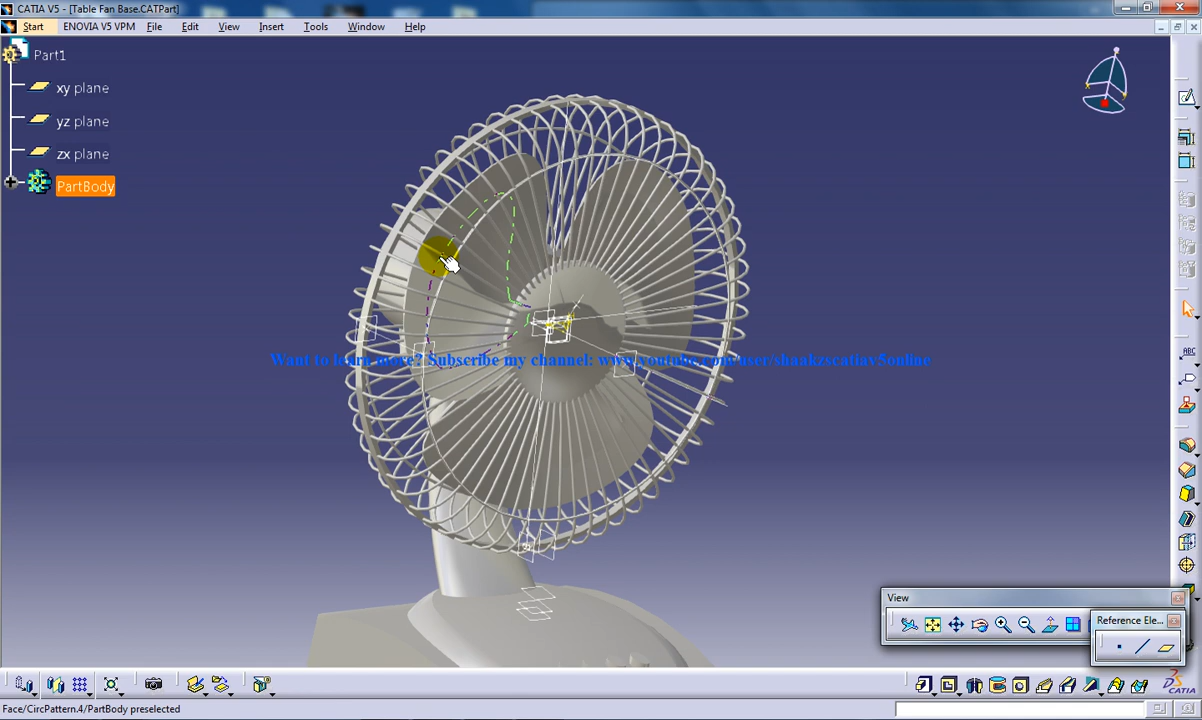 CATIA V5 - [Table Fan Base.CATPart]
Start ENOVIA V5 VPM File Edit View Insert Tools Window Help
Part1
xy plane
yz plane
zx plane
PartBody
Want to learn more? Subscribe my channel: www.youtube.com/user/shaakzscatiav5online
View
Reference Ele...
ABC
CATIA
Face/CircPattern.4/PartBody preselected